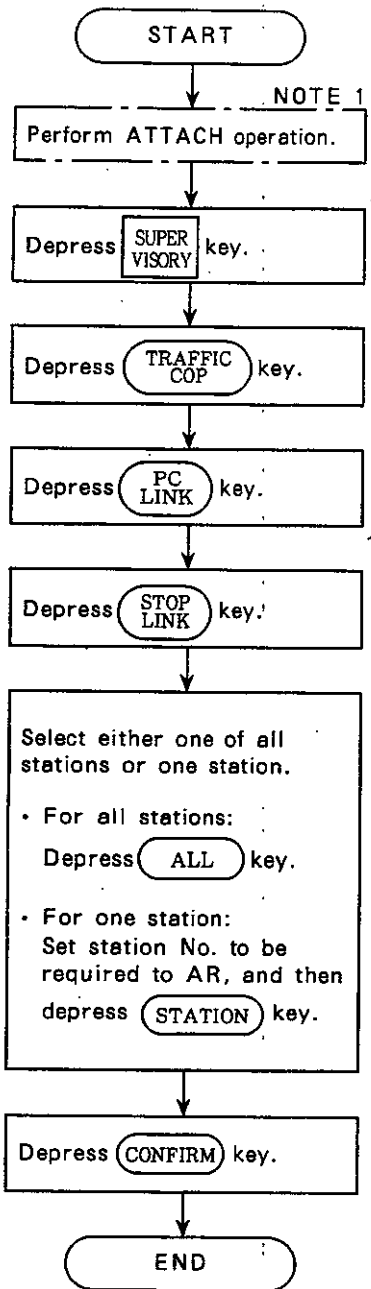 START
NOTE 1
Perform ATTACH operation.
Depress SUPER VISORY key.
Depress TRAFFIC COP key.
Depress PC LINK key.
Depress STOP LINK key.
Select either one of all
stations or one station.
• For all stations:
Depress ALL key.
• For one station:
Set station No. to be
required to AR, and then
depress STATION key.
Depress CONFIRM key.
END